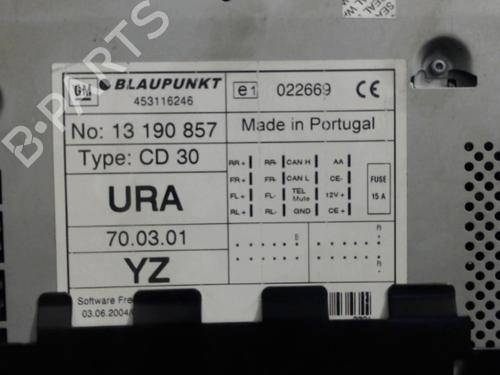 B-PARTS
GM BLAUPUNKT
453116246
e1 022669 CE
No: 13 190 857
Made in Portugal
Type: CD 30
URA
70.03.01
YZ
RR+ RR- CAN H AA
FR+ FR- CAN L CE-
FL+ FL- TEL Mute 12V+
RL+ RL- GND CE+
FUSE
15 A
Software
03.06.2004